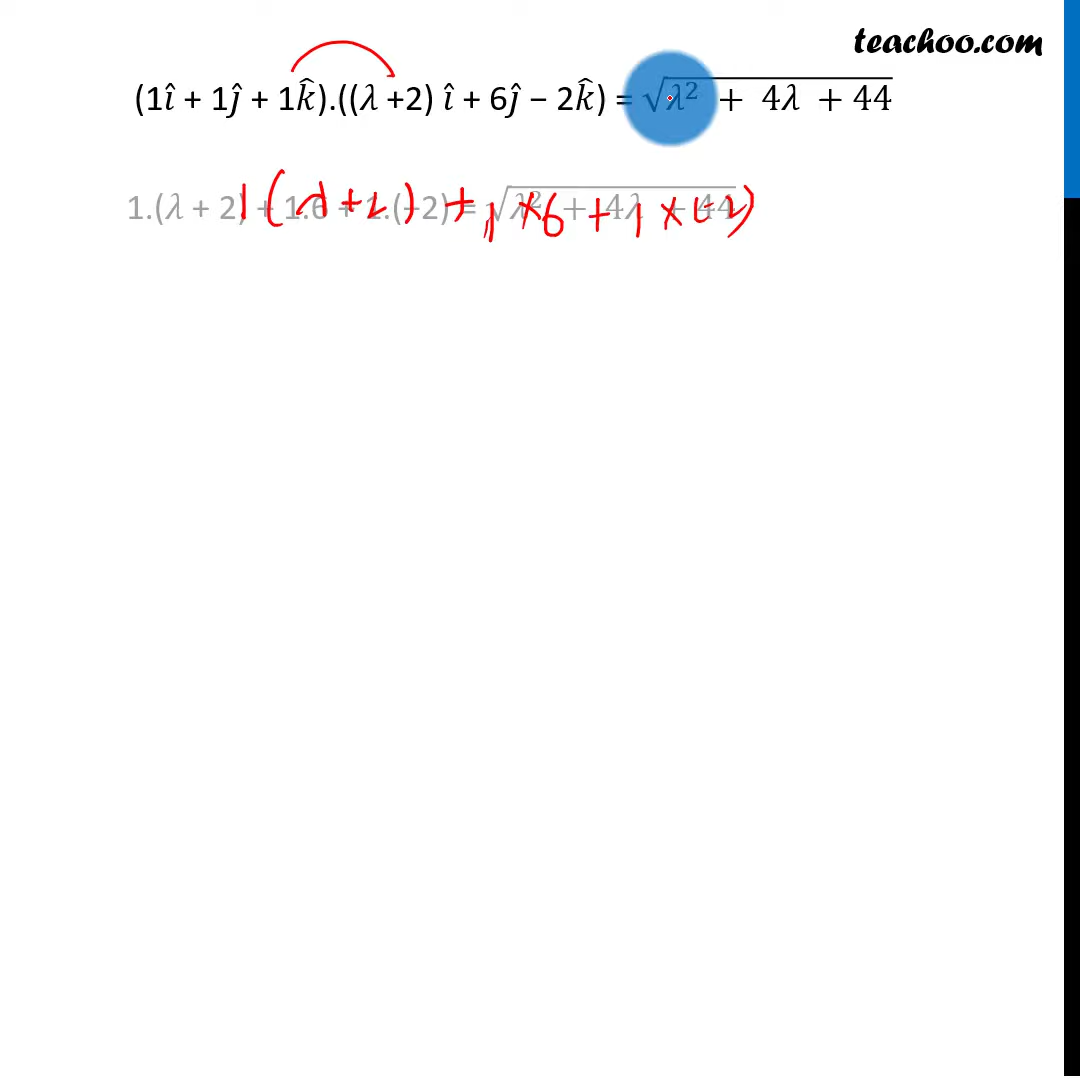 teachoo.com
(1î + 1ĵ + 1k̂).((λ +2) î + 6ĵ − 2k̂) = √(λ² + 4λ + 44)
1.(λ + 2) + 1.6 + 1.(−2) = √(λ² + 4λ + 44)
1(λ+2) + 1×6 + 1×(-2)